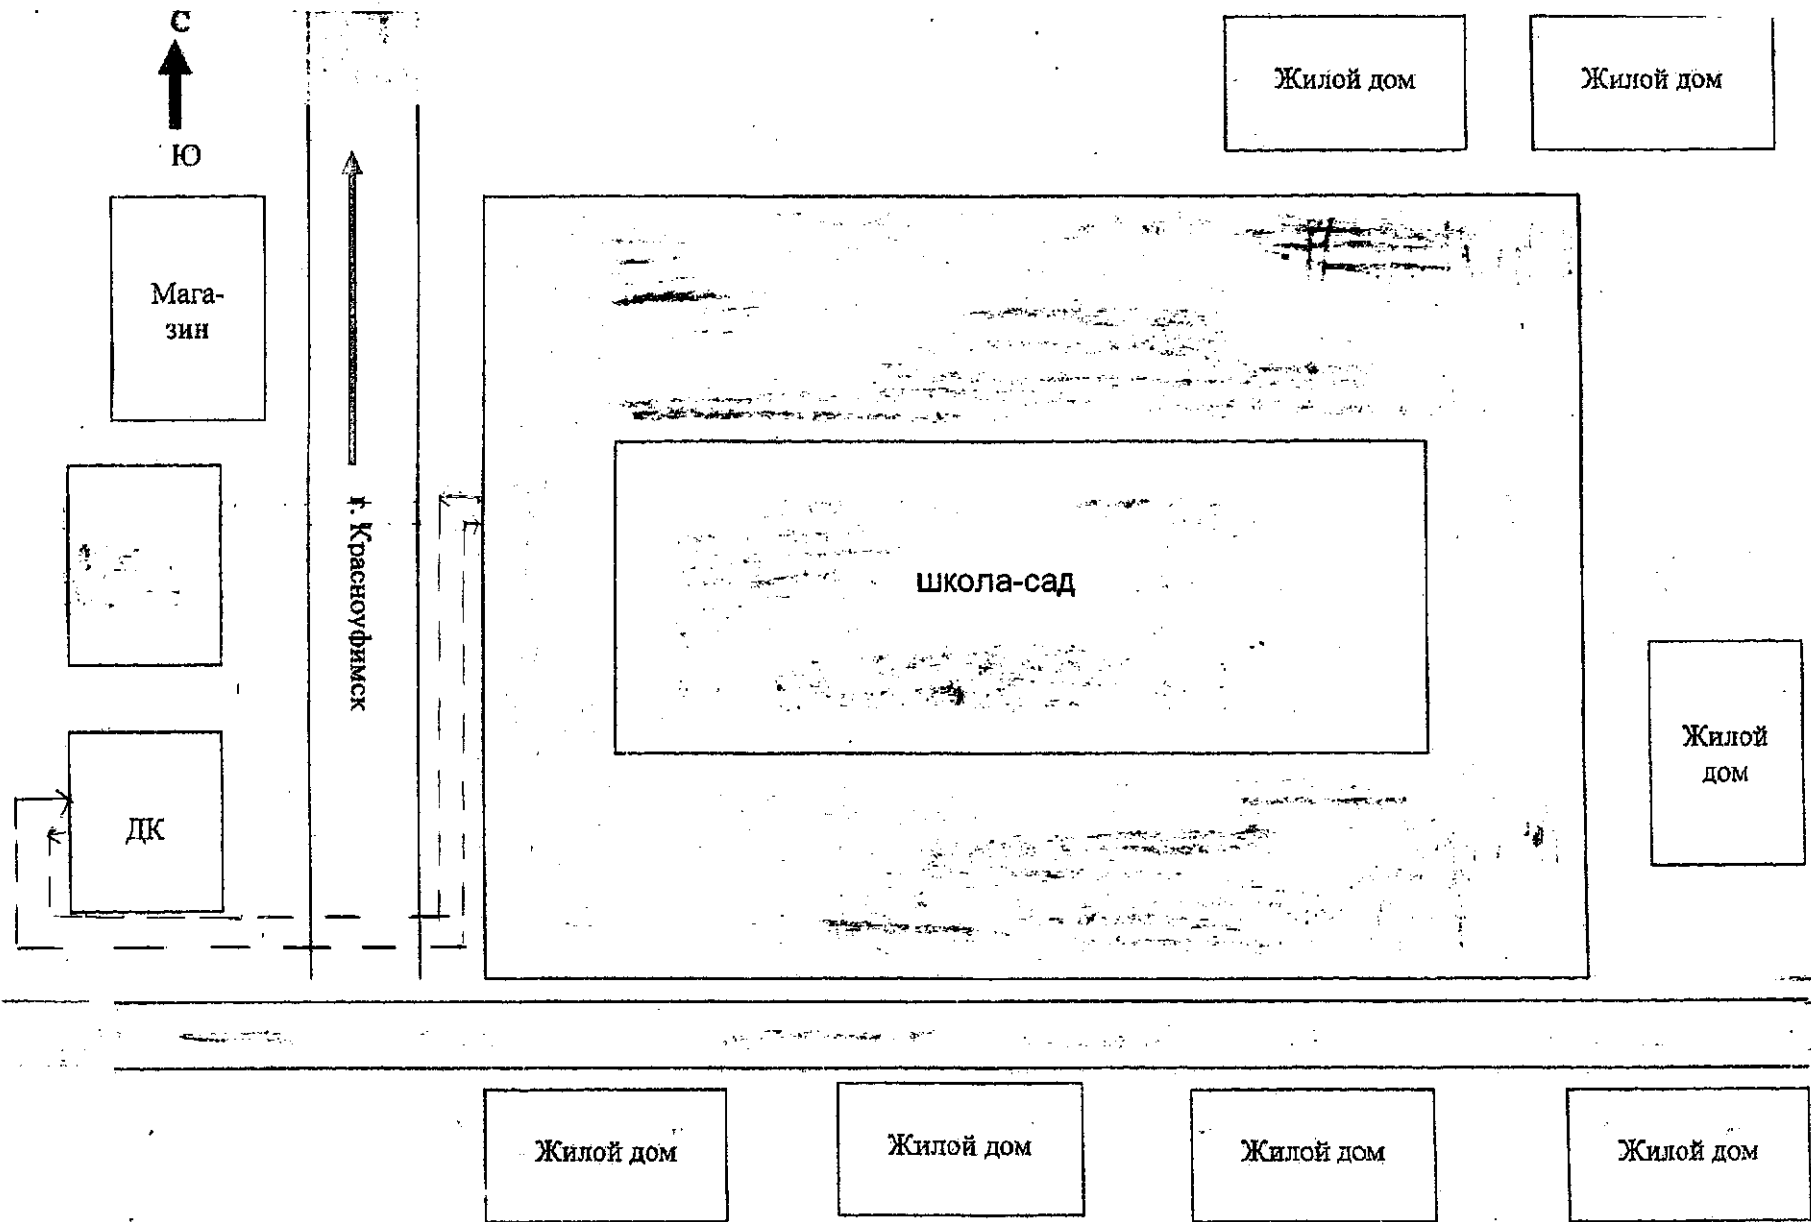 С
Ю
Жилой дом
Жилой дом
Мага-
зин
г. Красноуфимск
школа-сад
Жилой
дом
ДК
Жилой дом
Жилой дом
Жилой дом
Жилой дом